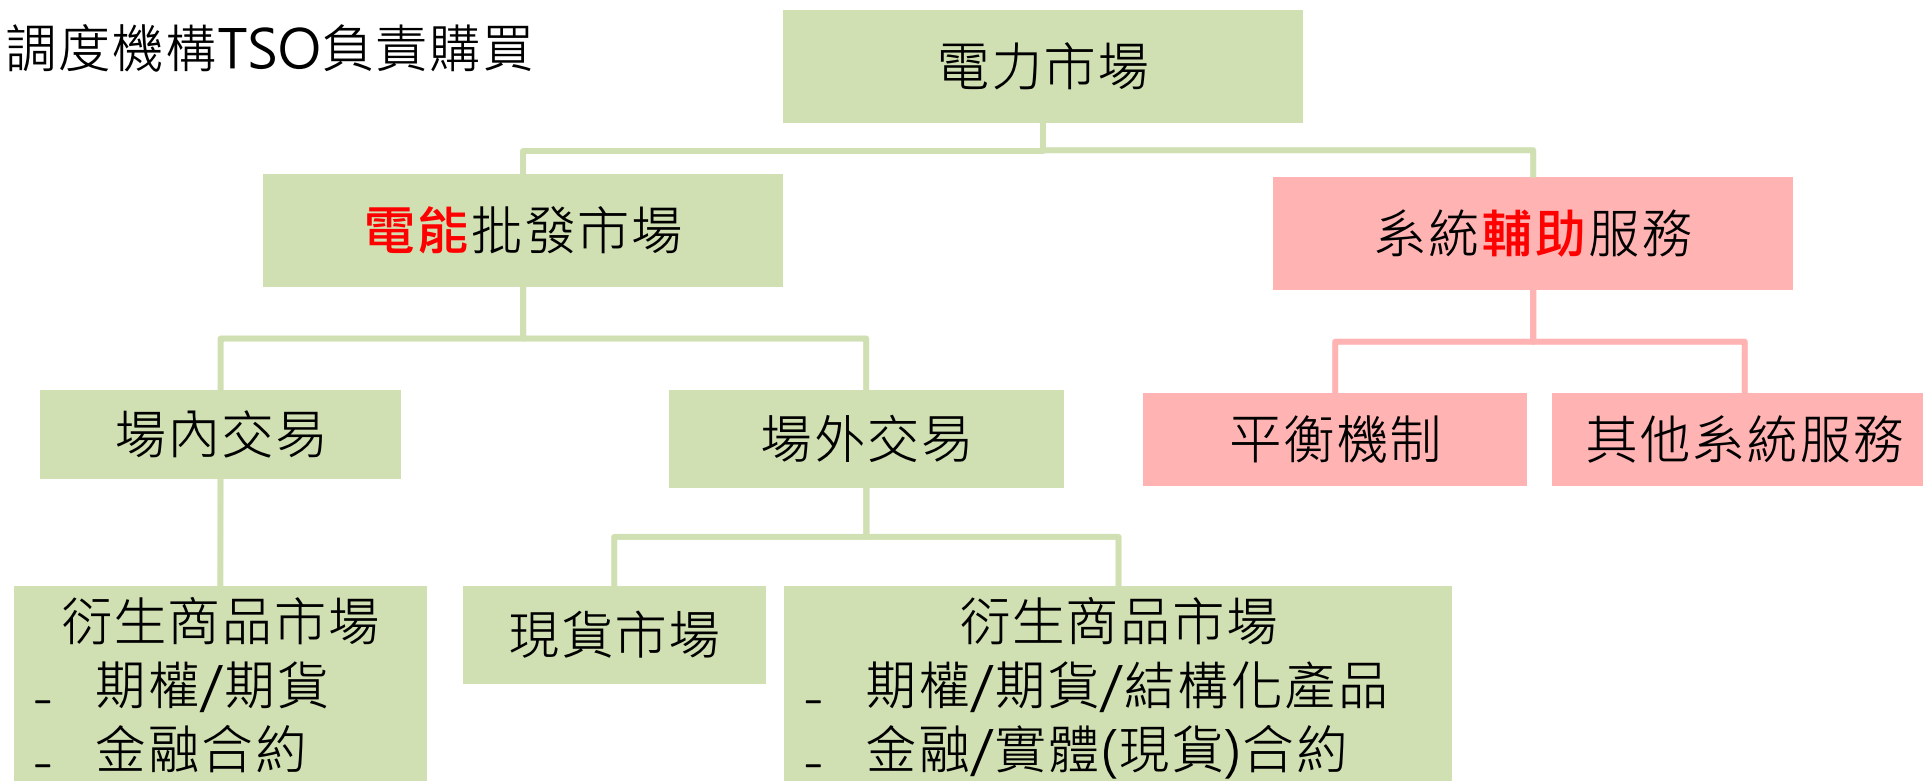 調度機構TSO負責購買
電力市場
電能批發市場
系統輔助服務
場內交易
場外交易
平衡機制
其他系統服務
衍生商品市場
- 期權/期貨
- 金融合約
現貨市場
衍生商品市場
- 期權/期貨/結構化產品
- 金融/實體(現貨)合約